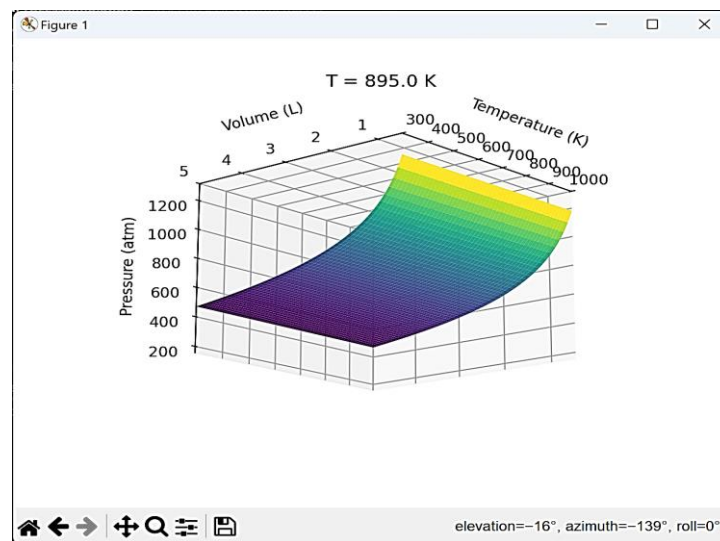 Figure 1
T = 895.0 K
Volume (L)
Temperature (K)
5 4 3 2 1
300 400 500 600 700 800 900 1000
Pressure (atm)
1200
1000
800
600
400
200
elevation=−16°, azimuth=−139°, roll=0°